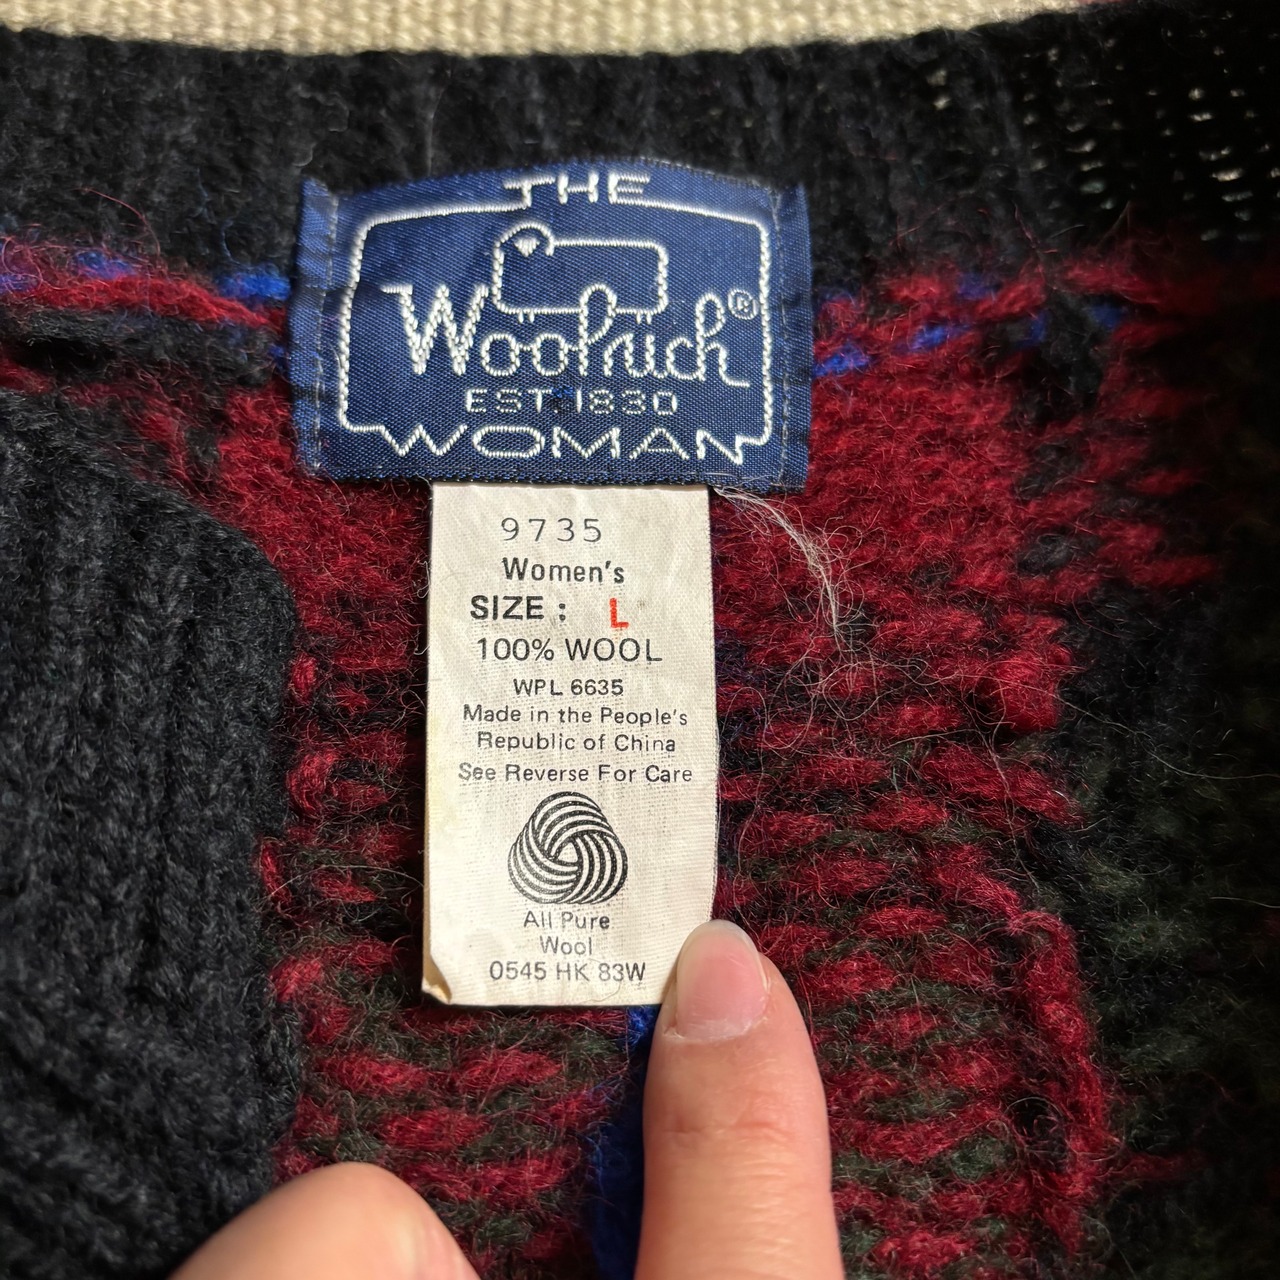 THE
Woolrich®
EST. 1830
WOMAN
9735
Women's
SIZE : L
100% WOOL
WPL 6635
Made in the People's
Republic of China
See Reverse For Care
All Pure
Wool
0545 HK 83W